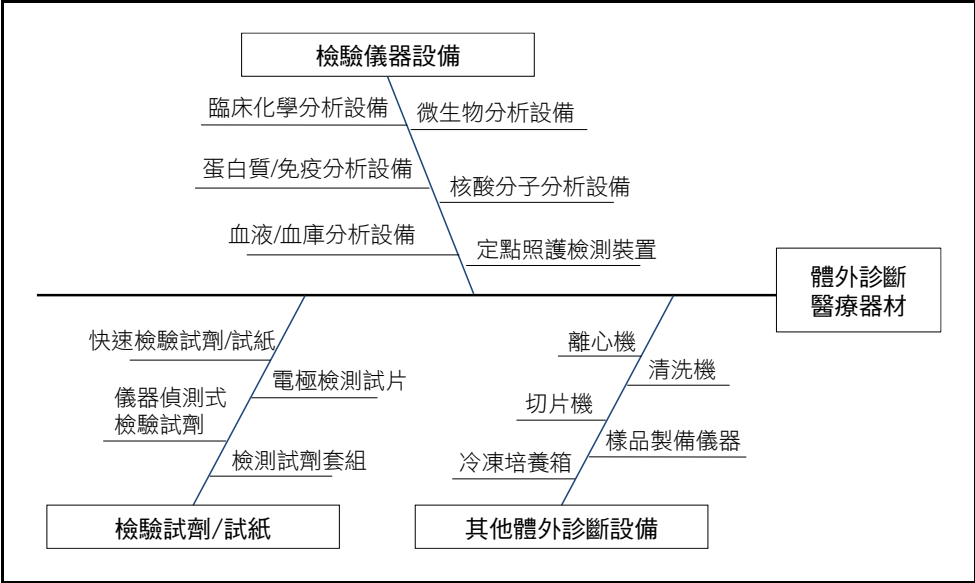 檢驗儀器設備
臨床化學分析設備
微生物分析設備
蛋白質/免疫分析設備
核酸分子分析設備
血液/血庫分析設備
定點照護檢測裝置
體外診斷
醫療器材
快速檢驗試劑/試紙
電極檢測試片
儀器偵測式
檢驗試劑
檢測試劑套組
檢驗試劑/試紙
離心機
清洗機
切片機
樣品製備儀器
冷凍培養箱
其他體外診斷設備